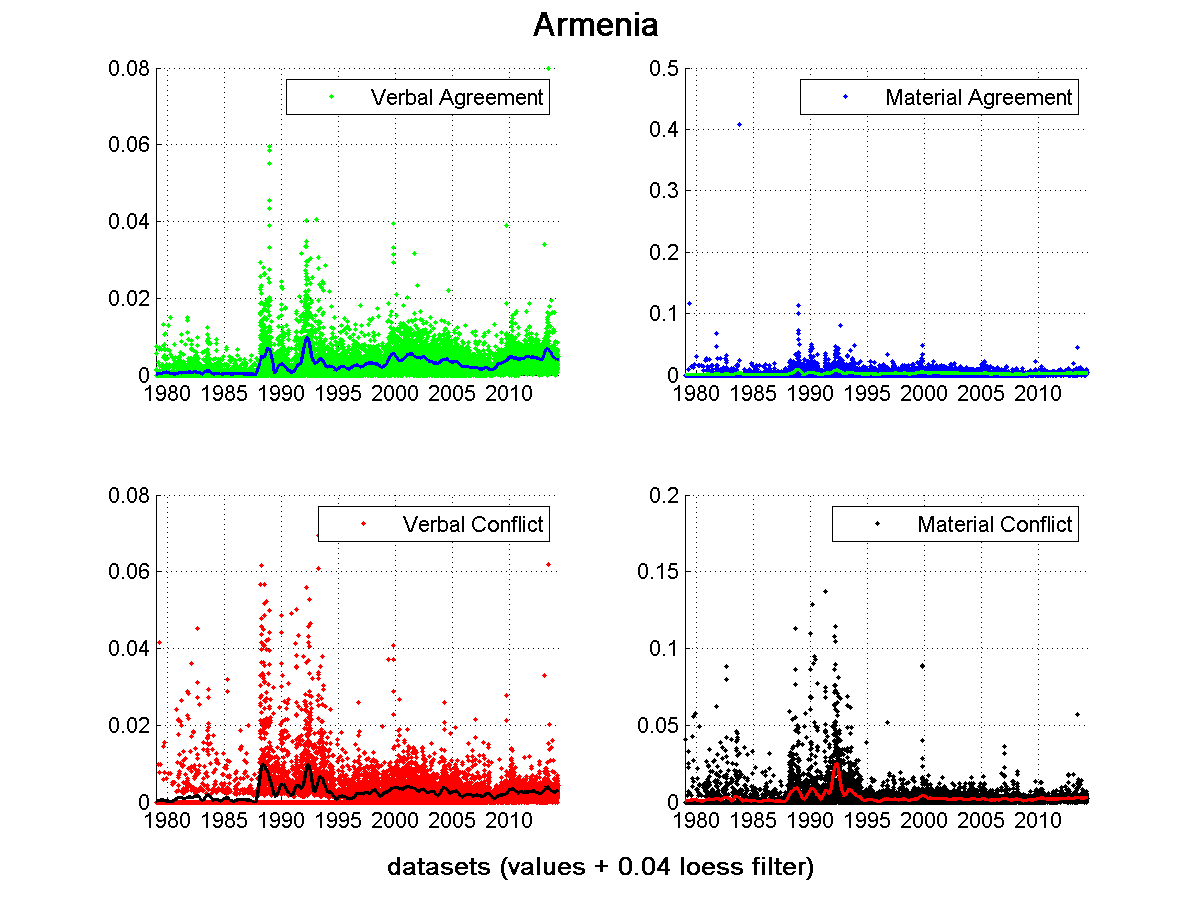 Armenia
0.08
0.06
0.04
0.02
0
1980 1985 1990 1995 2000 2005 2010
Verbal Agreement
0.5
0.4
0.3
0.2
0.1
0
1980 1985 1990 1995 2000 2005 2010
Material Agreement
0.08
0.06
0.04
0.02
0
1980 1985 1990 1995 2000 2005 2010
Verbal Conflict
0.2
0.15
0.1
0.05
0
1980 1985 1990 1995 2000 2005 2010
Material Conflict
datasets (values + 0.04 loess filter)